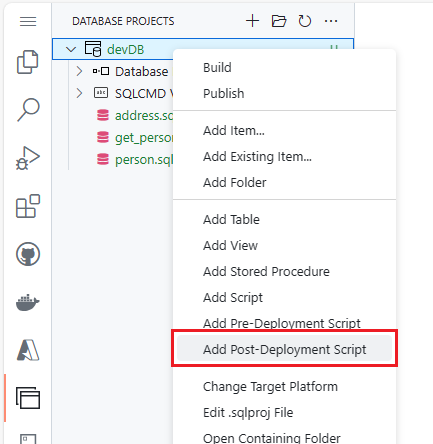 DATABASE PROJECTS
devDB
Database
SQLCMD V
address.sq
get_person
person.sql
Build
Publish
Add Item...
Add Existing Item...
Add Folder
Add Table
Add View
Add Stored Procedure
Add Script
Add Pre-Deployment Script
Add Post-Deployment Script
Change Target Platform
Edit .sqlproj File
Open Containing Folder